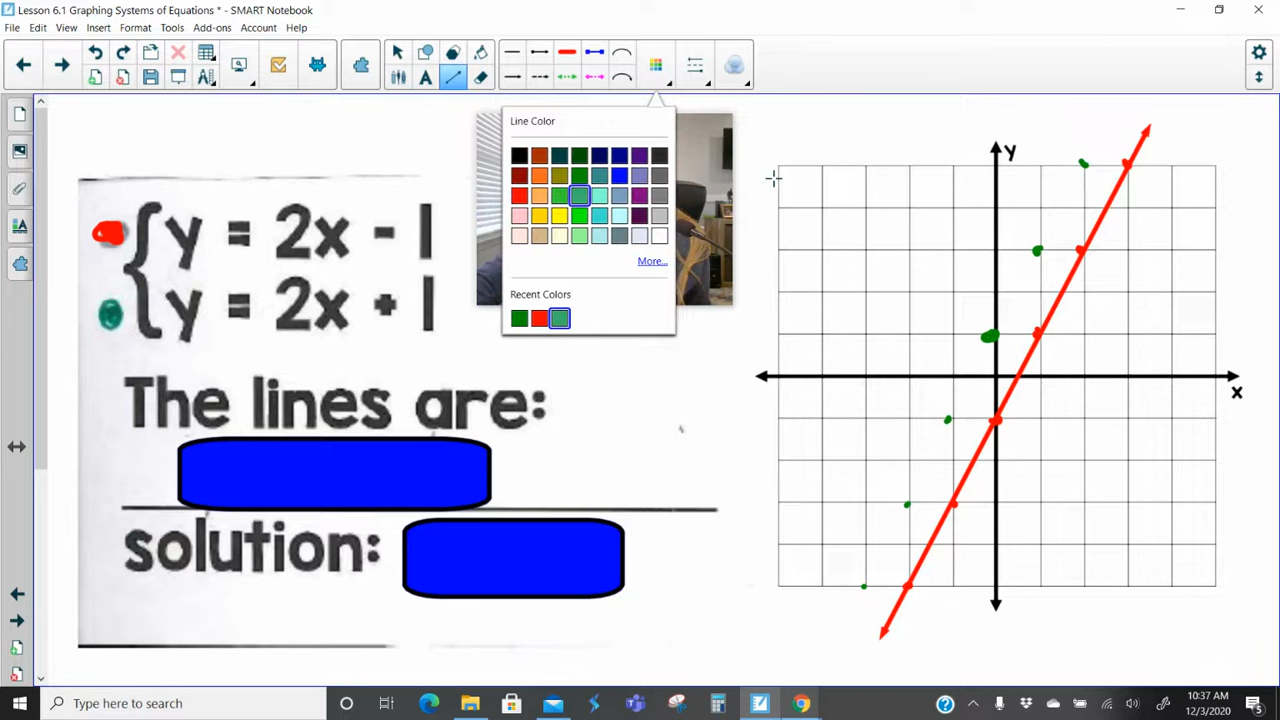 Lesson 6.1 Graphing Systems of Equations * - SMART Notebook
File Edit View Insert Format Tools Add-ons Account Help
Line Color
More...
Recent Colors
y = 2x - 1
y = 2x + 1
The lines are:
solution:
y
x
Type here to search
10:37 AM
12/3/2020